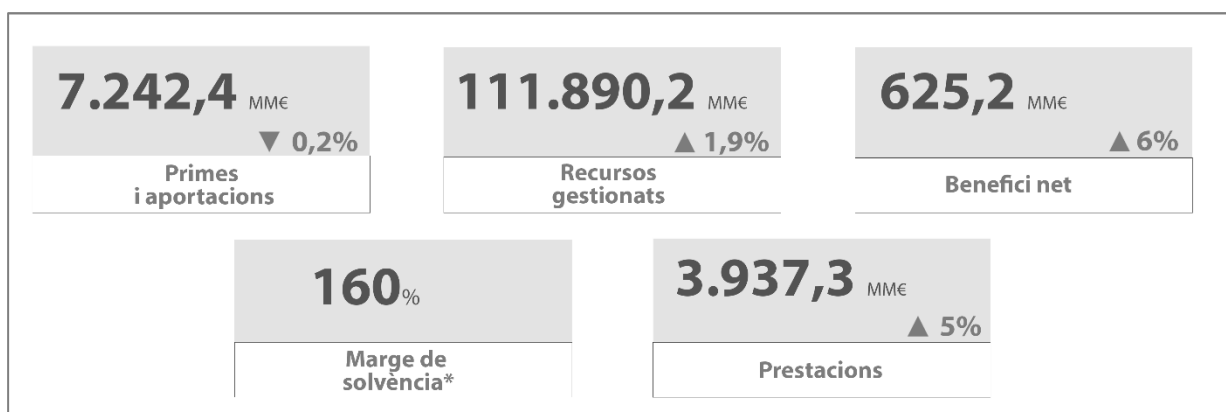 7.242,4 MM€
▼ 0,2%
Primes
i aportacions
111.890,2 MM€
▲ 1,9%
Recursos
gestionats
625,2 MM€
▲ 6%
Benefici net
160%
Marge de
solvència*
3.937,3 MM€
▲ 5%
Prestacions